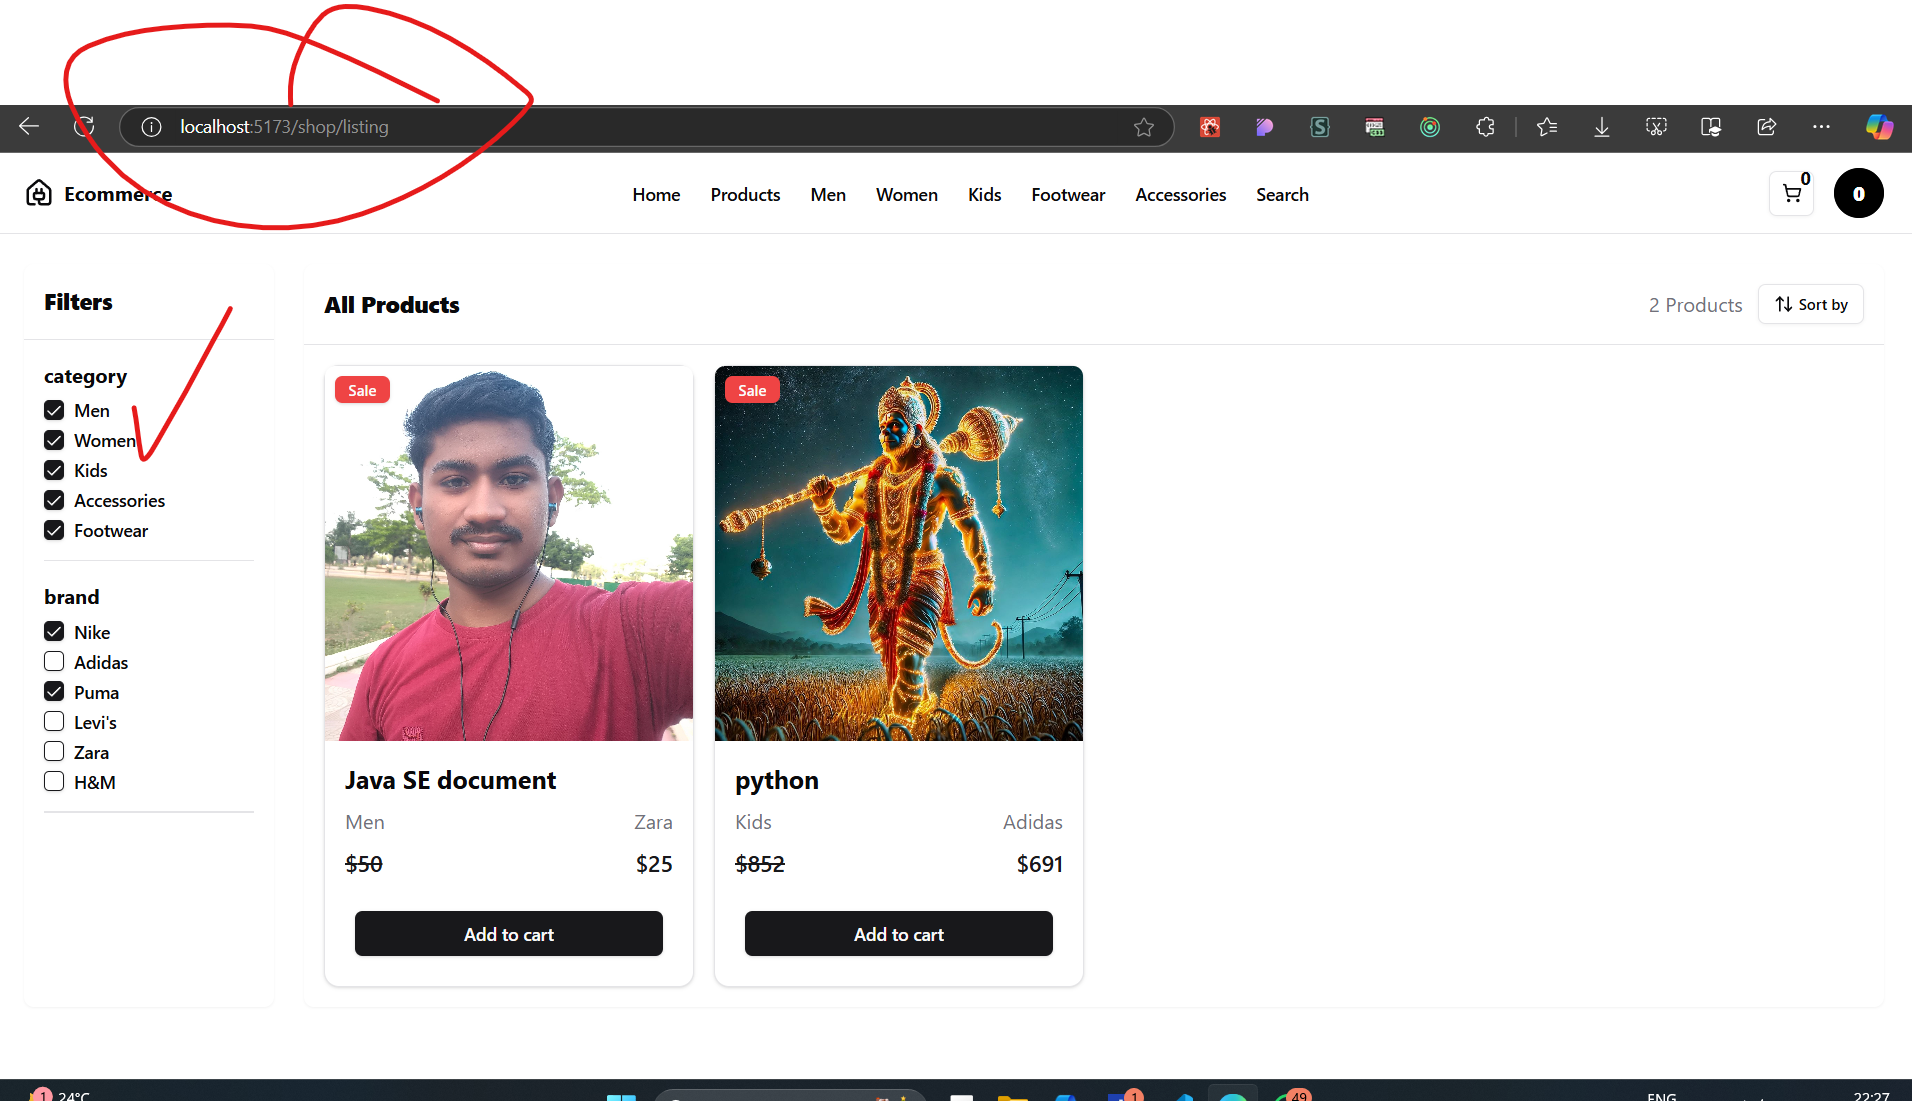 localhost:5173/shop/listing
Ecommerce
Home Products Men Women Kids Footwear Accessories Search
0
0
Filters
category
Men
Women
Kids
Accessories
Footwear
brand
Nike
Adidas
Puma
Levi's
Zara
H&M
All Products
2 Products
Sort by
Sale
Java SE document
Men Zara
$50 $25
Add to cart
Sale
python
Kids Adidas
$852 $691
Add to cart
1
24°C
1
49
ENG
22:27